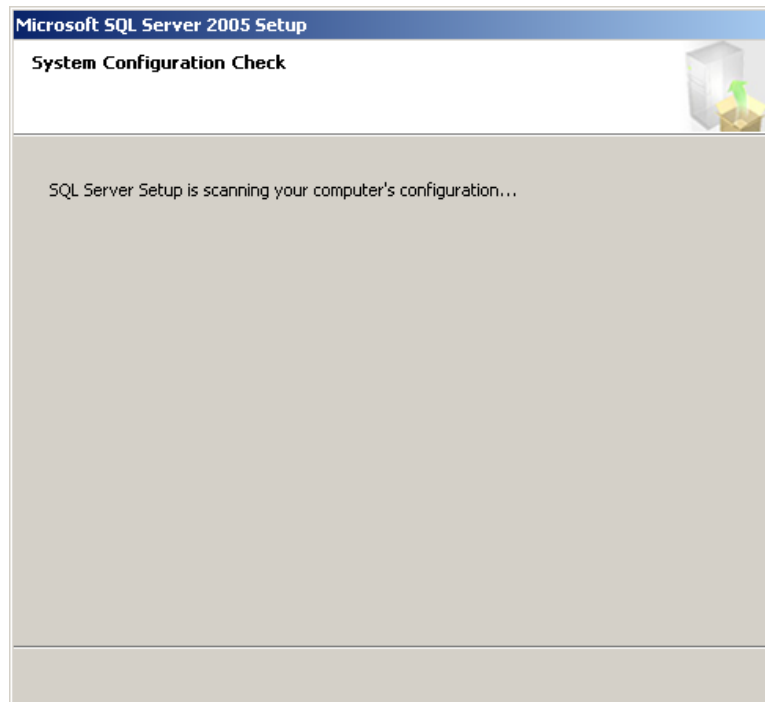 Microsoft SQL Server 2005 Setup
System Configuration Check
SQL Server Setup is scanning your computer's configuration...